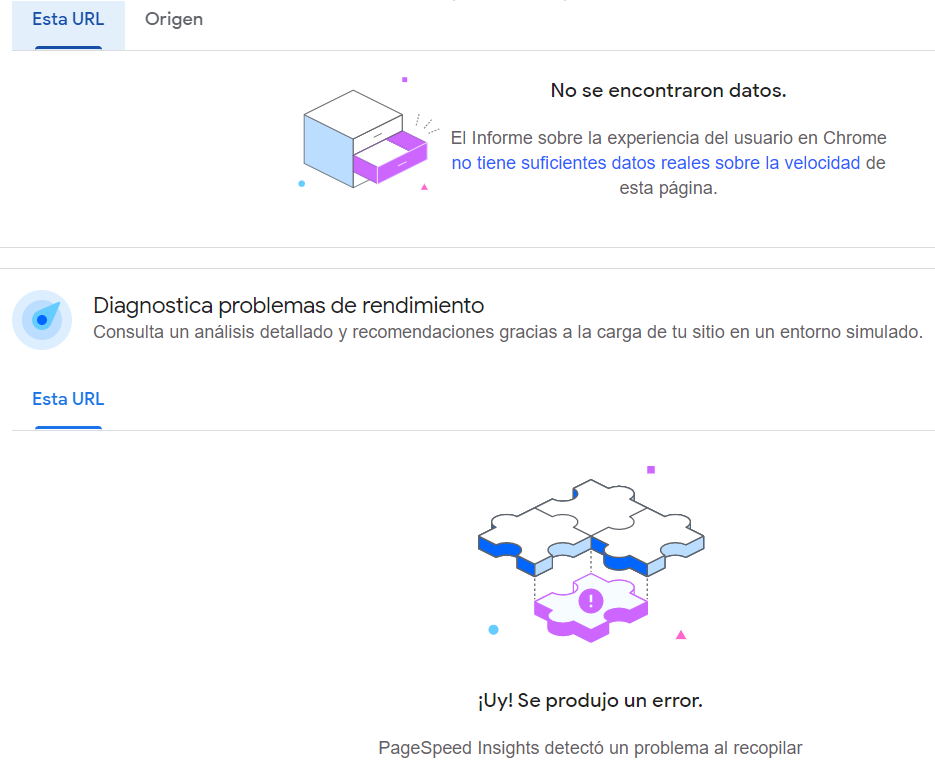 Esta URL
Origen
No se encontraron datos.
El Informe sobre la experiencia del usuario en Chrome
no tiene suficientes datos reales sobre la velocidad de
esta página.
Diagnostica problemas de rendimiento
Consulta un análisis detallado y recomendaciones gracias a la carga de tu sitio en un entorno simulado.
Esta URL
¡Uy! Se produjo un error.
PageSpeed Insights detectó un problema al recopilar